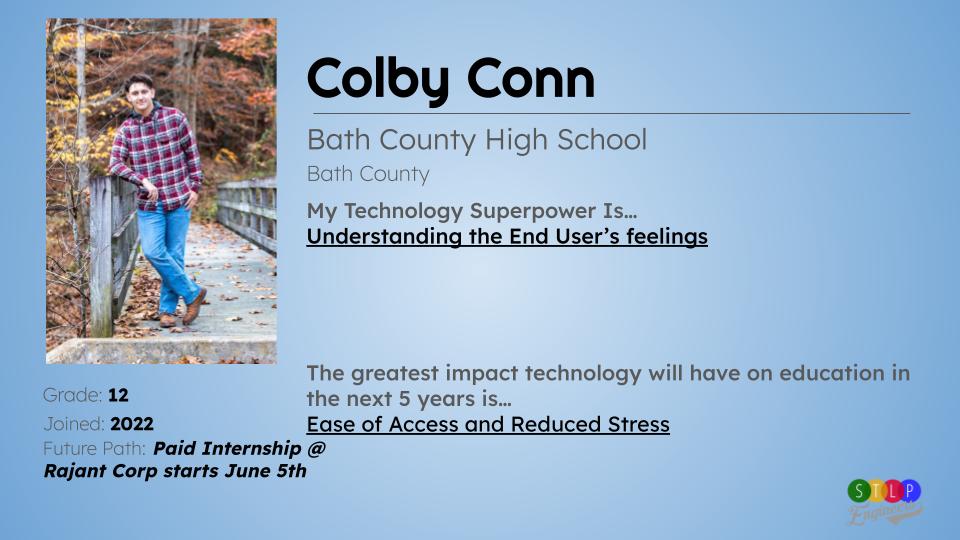 Colby Conn
Bath County High School
Bath County
My Technology Superpower Is...
Understanding the End User’s feelings
The greatest impact technology will have on education in
the next 5 years is...
Ease of Access and Reduced Stress
Grade: 12
Joined: 2022
Future Path: Paid Internship @
Rajant Corp starts June 5th
STLP
Engineers